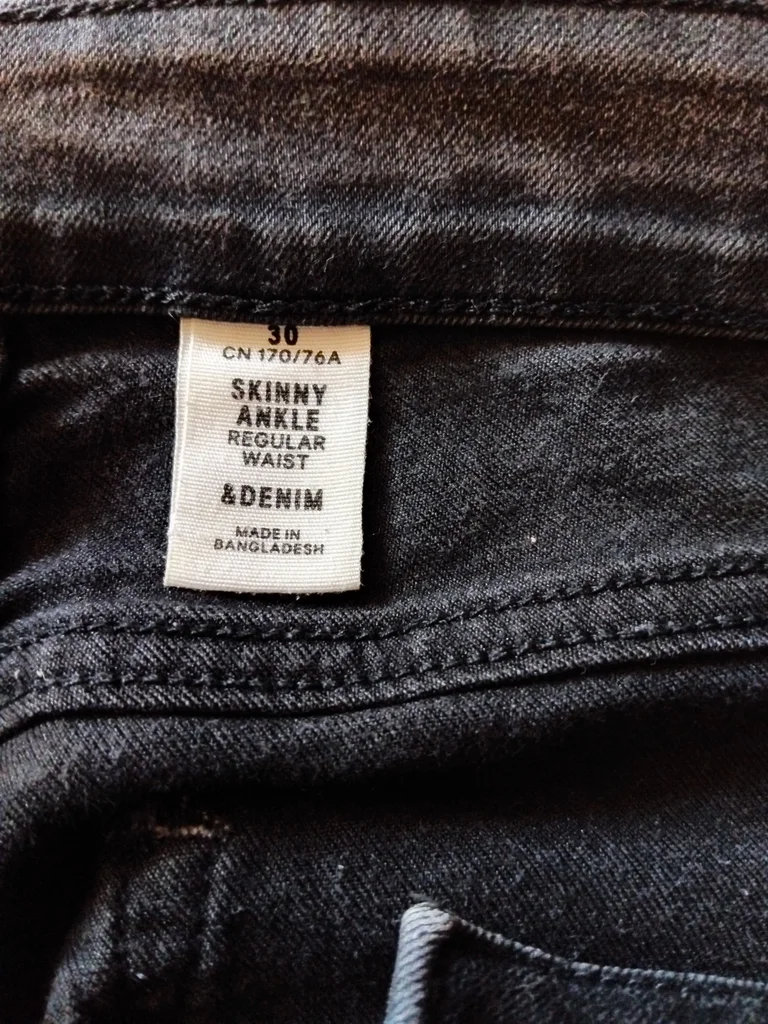 30
CN 170/76A
SKINNY
ANKLE
REGULAR
WAIST
&DENIM
MADE IN
BANGLADESH